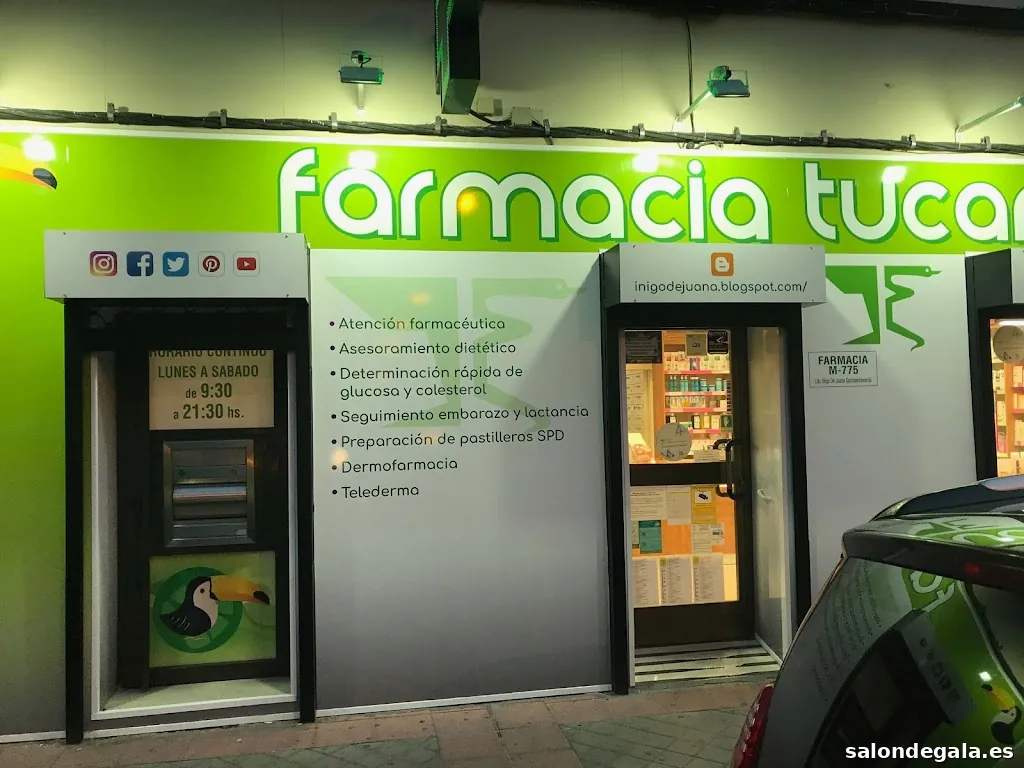 farmacia tucan
inigodejuana.blogspot.com/
• Atención farmacéutica
• Asesoramiento dietético
• Determinación rápida de
glucosa y colesterol
• Seguimiento embarazo y lactancia
• Preparación de pastilleros SPD
• Dermofarmacia
• Telederma
HORARIO CONTINUO
LUNES A SABADO
de 9:30
a 21:30 hs.
FARMACIA
M-775
salondegala.es